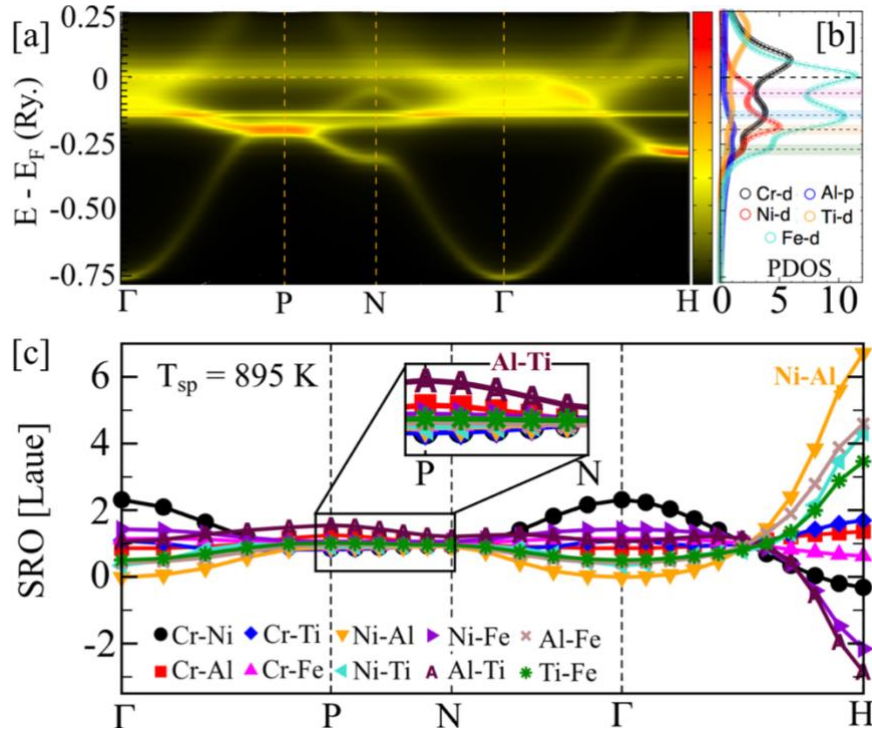 [a]
0.25
0
-0.25
-0.50
-0.75
E - E_F (Ry.)
Γ P N Γ H
[b]
Cr-d Al-p
Ni-d Ti-d
Fe-d
PDOS
0 5 10
[c]
T_sp = 895 K
Al-Ti
P N
Ni-Al
6
4
2
0
-2
SRO [Laue]
Cr-Ni Cr-Ti Ni-Al Ni-Fe Al-Fe
Cr-Al Cr-Fe Ni-Ti Al-Ti Ti-Fe
Γ P N Γ H